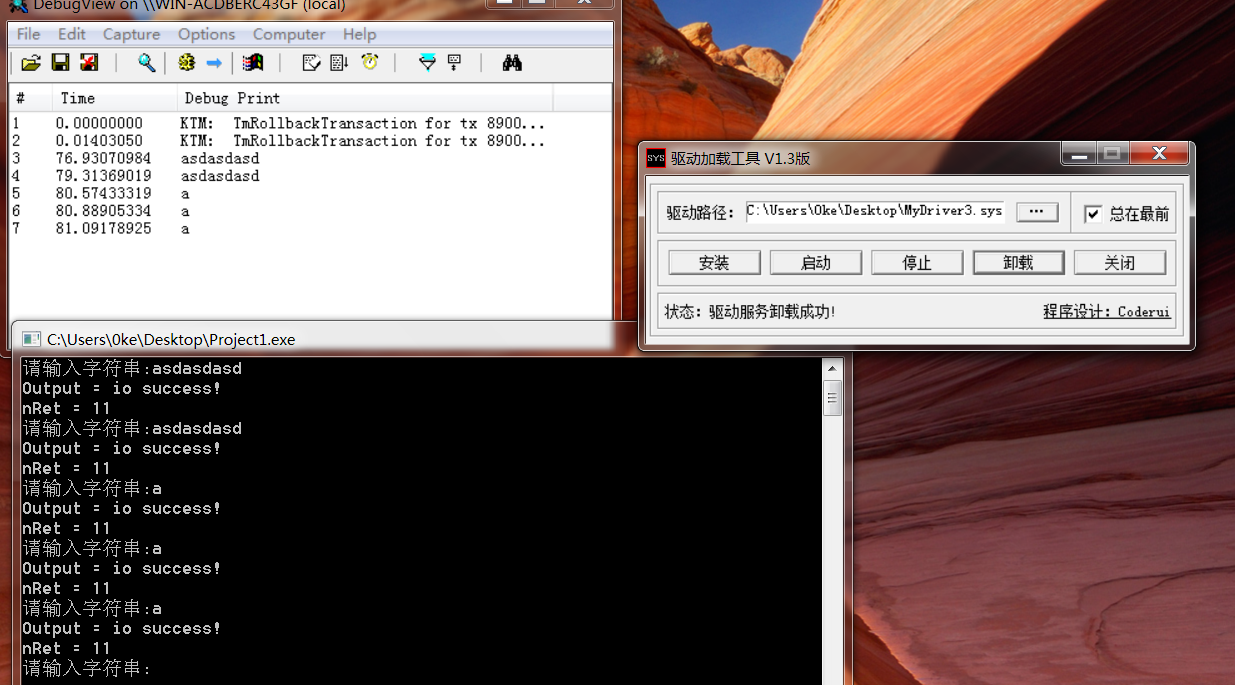 DebugView on \\WIN-ACDBERC43GF (local)
File Edit Capture Options Computer Help
# Time Debug Print
1 0.00000000 KTM: TmRollbackTransaction for tx 8900...
2 0.01403050 KTM: TmRollbackTransaction for tx 8900...
3 76.93070984 asdasdasd
4 79.31369019 asdasdasd
5 80.57433319 a
6 80.88905334 a
7 81.09178925 a
SYS 驱动加载工具 V1.3版
驱动路径: C:\Users\0ke\Desktop\MyDriver3.sys ... 总在最前
安装 启动 停止 卸载 关闭
状态: 驱动服务卸载成功! 程序设计: Coderui
C:\Users\0ke\Desktop\Project1.exe
请输入字符串:asdasdasd
Output = io success!
nRet = 11
请输入字符串:asdasdasd
Output = io success!
nRet = 11
请输入字符串:a
Output = io success!
nRet = 11
请输入字符串:a
Output = io success!
nRet = 11
请输入字符串:a
Output = io success!
nRet = 11
请输入字符串: